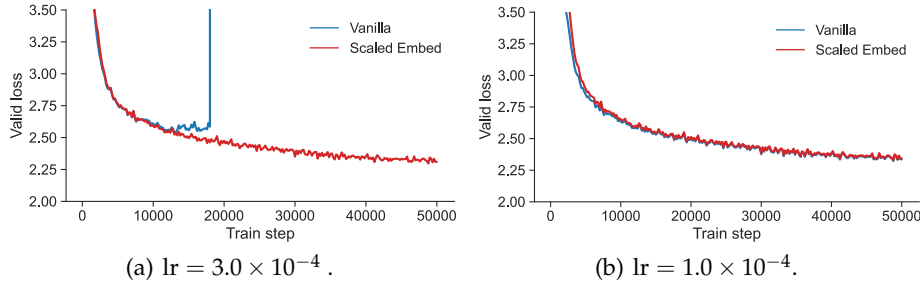 3.50
3.25
3.00
2.75
2.50
2.25
2.00
Valid loss
Vanilla
Scaled Embed
0 10000 20000 30000 40000 50000
Train step
(a) lr = 3.0 × 10⁻⁴ .
3.50
3.25
3.00
2.75
2.50
2.25
2.00
Valid loss
Vanilla
Scaled Embed
0 10000 20000 30000 40000 50000
Train step
(b) lr = 1.0 × 10⁻⁴.